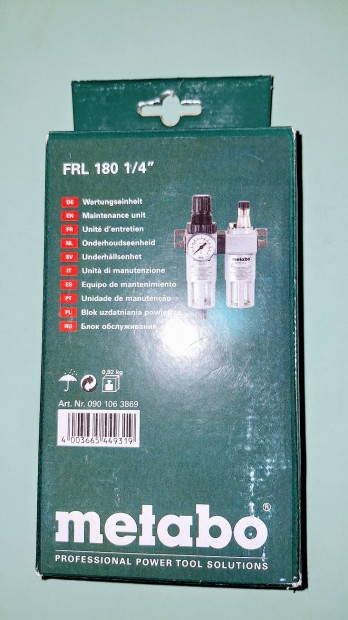 FRL 180 1/4"
DE Wartungseinheit
EN Maintenance unit
FR Unité d'entretien
NL Onderhoudseenheid
SV Underhållsenhet
IT Unità di manutenzione
ES Equipo de mantenimiento
PT Unidade de manutenção
PL Blok uzdatniania powietrza
RU Блок обслуживания
metabo
0,92 kg
Art. Nr. 090 106 3869
4 003665 449319
metabo®
PROFESSIONAL POWER TOOL SOLUTIONS